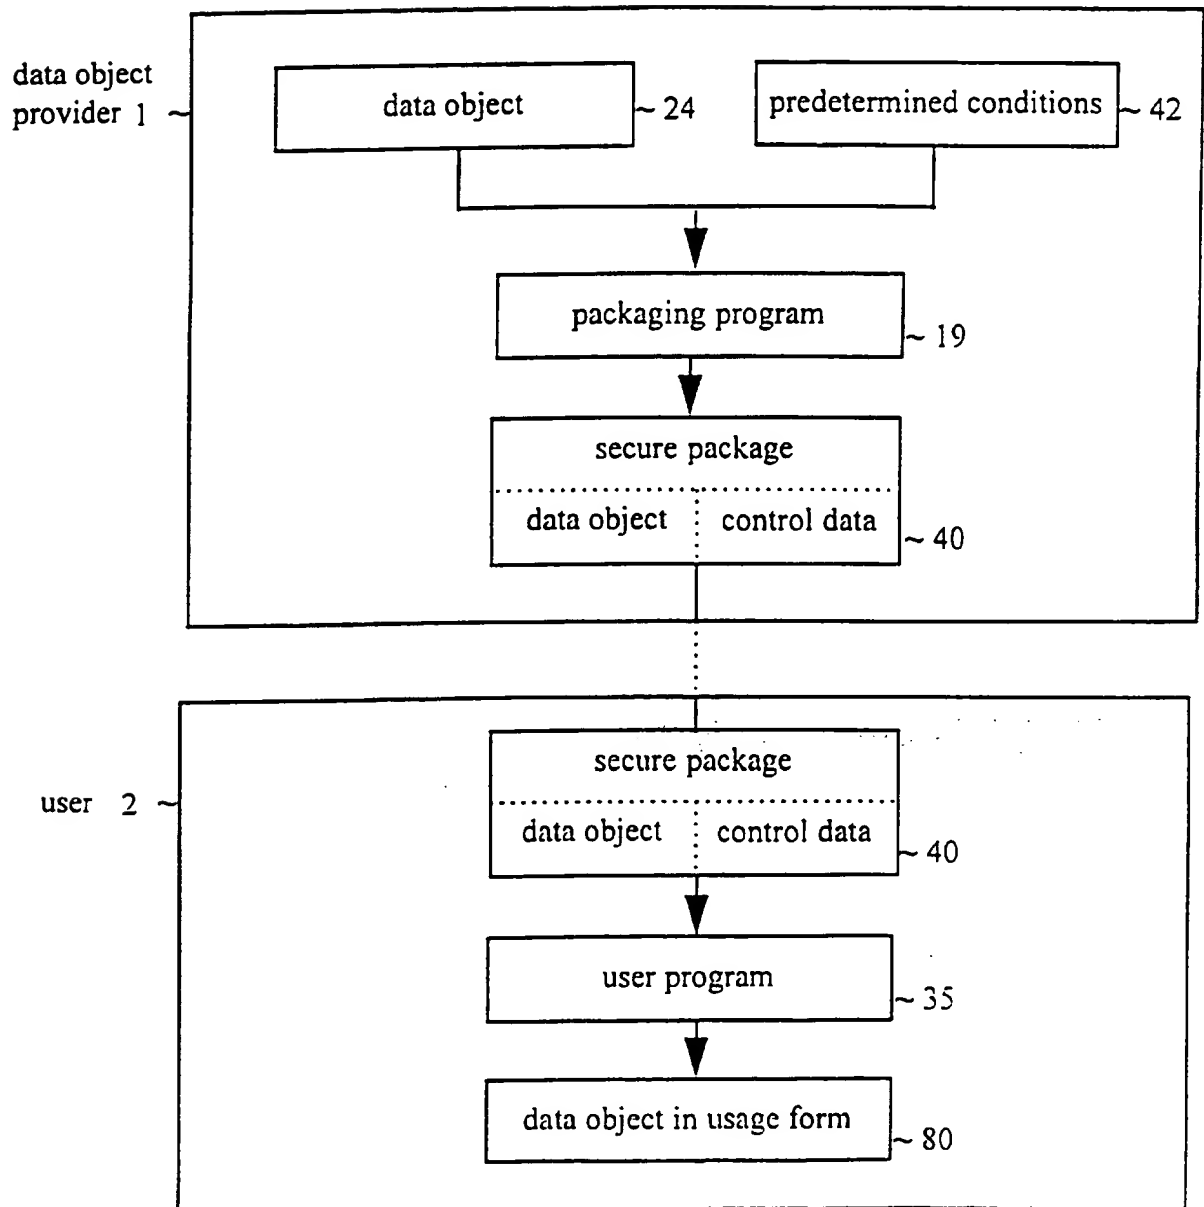 data object
provider 1 ~
data object
~ 24
predetermined conditions
~ 42
packaging program
~ 19
secure package
data object
control data
~ 40
user 2 ~
secure package
data object
control data
~ 40
user program
~ 35
data object in usage form
~ 80